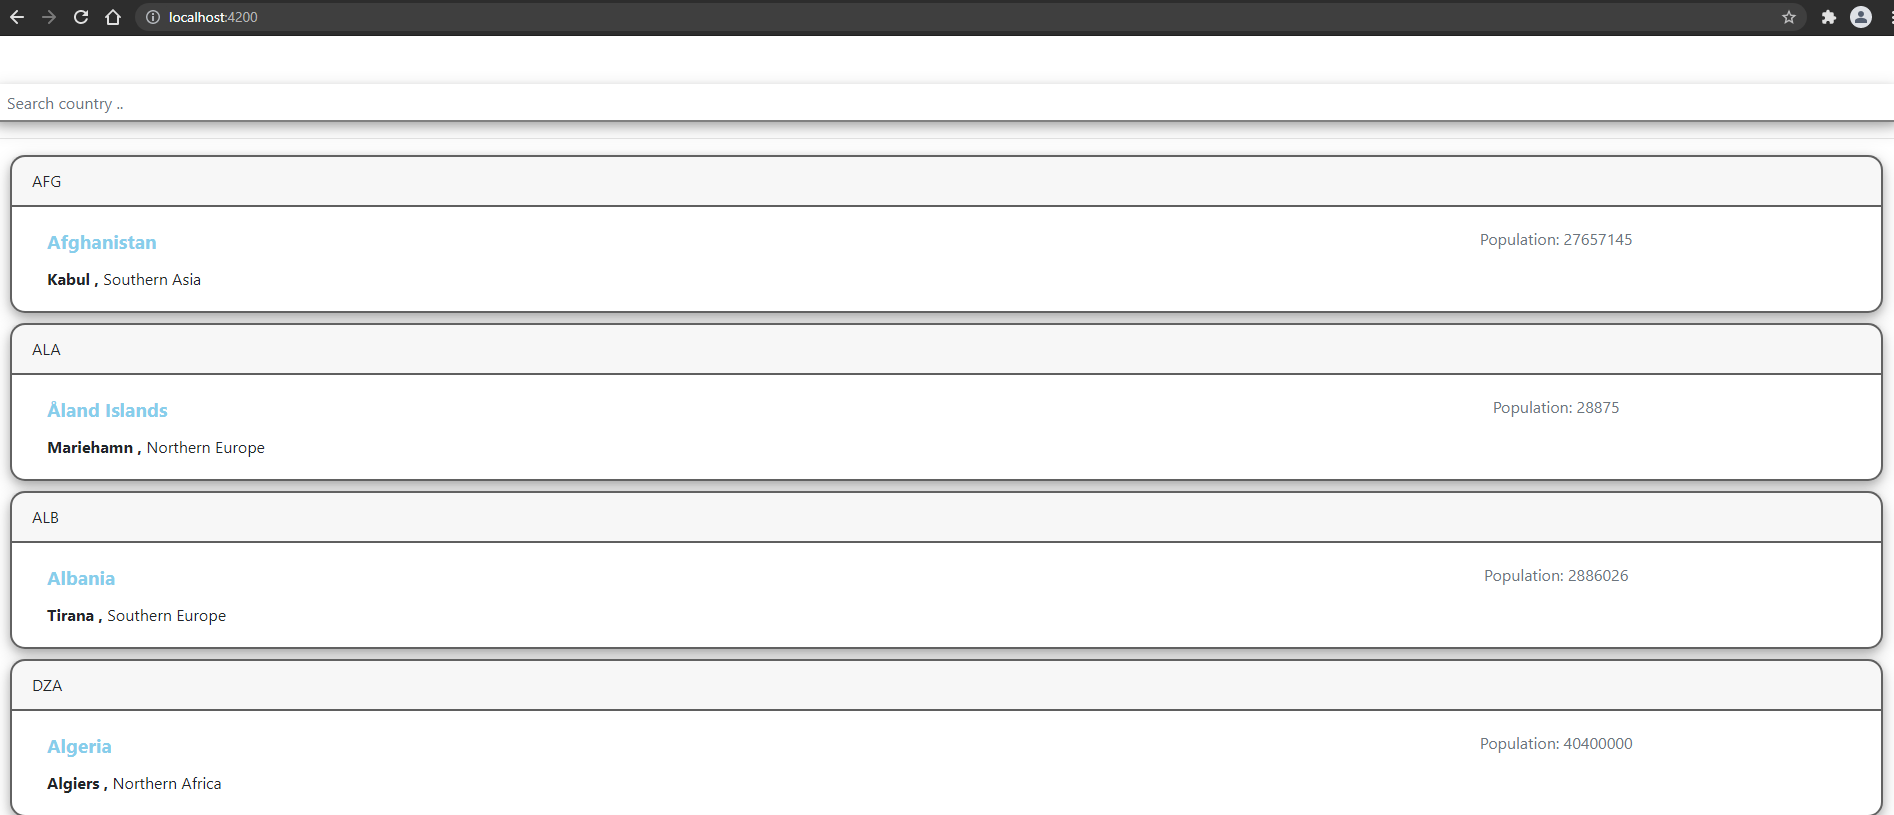 localhost:4200
Search country ..
AFG
Afghanistan
Population: 27657145
Kabul , Southern Asia
ALA
Åland Islands
Population: 28875
Mariehamn , Northern Europe
ALB
Albania
Population: 2886026
Tirana , Southern Europe
DZA
Algeria
Population: 40400000
Algiers , Northern Africa